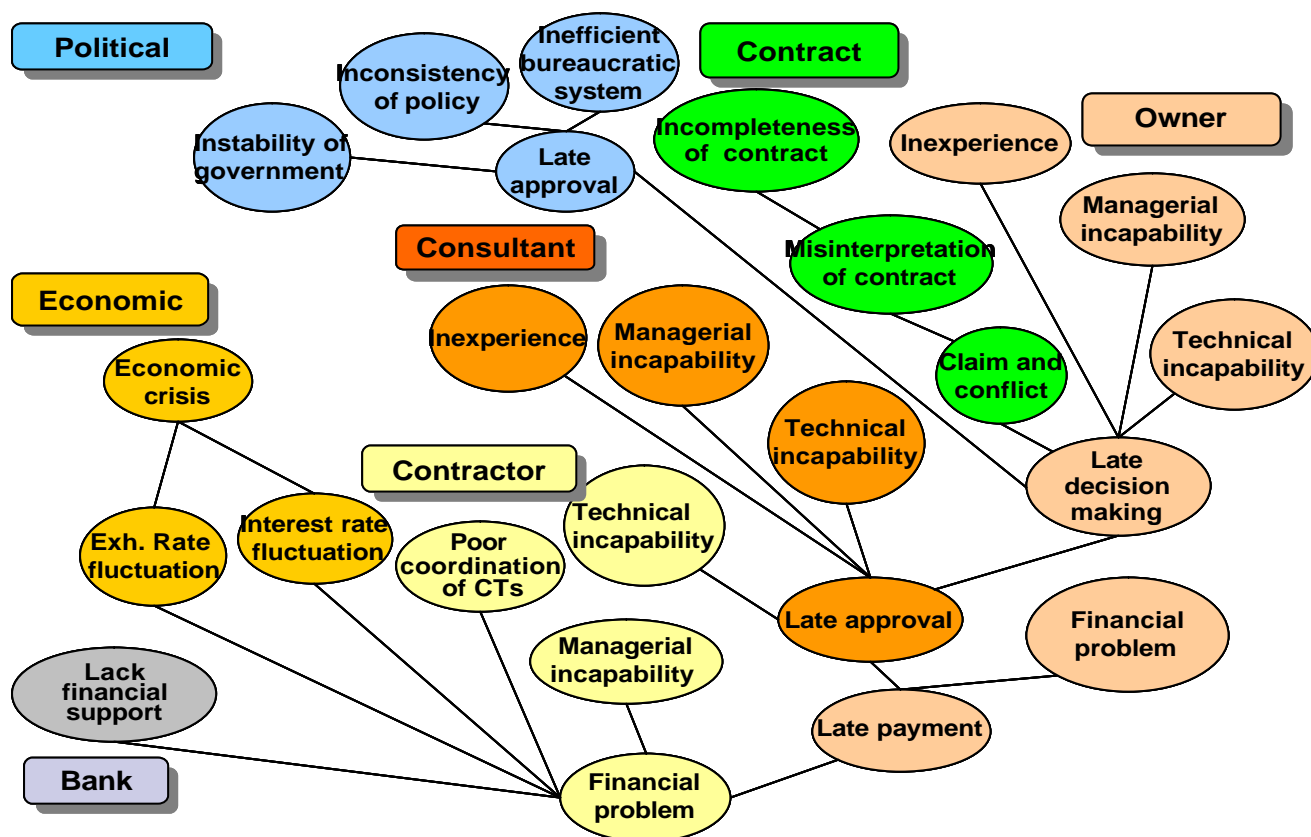 Political
Inconsistency
of policy
Inefficient
bureaucratic
system
Instability of
government
Late
approval
Contract
Incompleteness
of contract
Misinterpretation
of contract
Claim and
conflict
Owner
Inexperience
Managerial
incapability
Technical
incapability
Late
decision
making
Consultant
Inexperience
Managerial
incapability
Technical
incapability
Late approval
Economic
Economic
crisis
Exh. Rate
fluctuation
Interest rate
fluctuation
Contractor
Poor
coordination
of CTs
Technical
incapability
Managerial
incapability
Financial
problem
Financial
problem
Late payment
Lack
financial
support
Bank